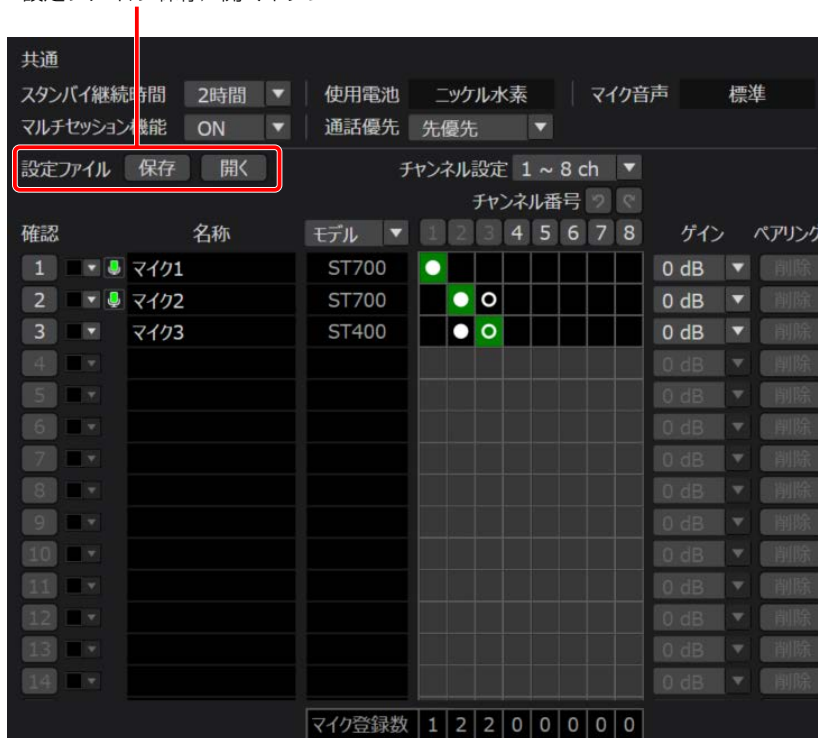 共通
スタンバイ継続時間 2時間 ▼ 使用電池 ニッケル水素 マイク音声 標準
マルチセッション機能 ON ▼ 通話優先 先優先 ▼
設定ファイル 保存 開く チャンネル設定 1 ~ 8 ch ▼
チャンネル番号
確認 名称 モデル ▼ 1 2 3 4 5 6 7 8 ゲイン ペアリング
1 マイク1 ST700 0 dB ▼ 削除
2 マイク2 ST700 0 dB ▼ 削除
3 マイク3 ST400 0 dB ▼ 削除
4 0 dB ▼ 削除
5 0 dB ▼ 削除
6 0 dB ▼ 削除
7 0 dB ▼ 削除
8 0 dB ▼ 削除
9 0 dB ▼ 削除
10 0 dB ▼ 削除
11 0 dB ▼ 削除
12 0 dB ▼ 削除
13 0 dB ▼ 削除
14 0 dB ▼ 削除
マイク登録数 1 2 2 0 0 0 0 0